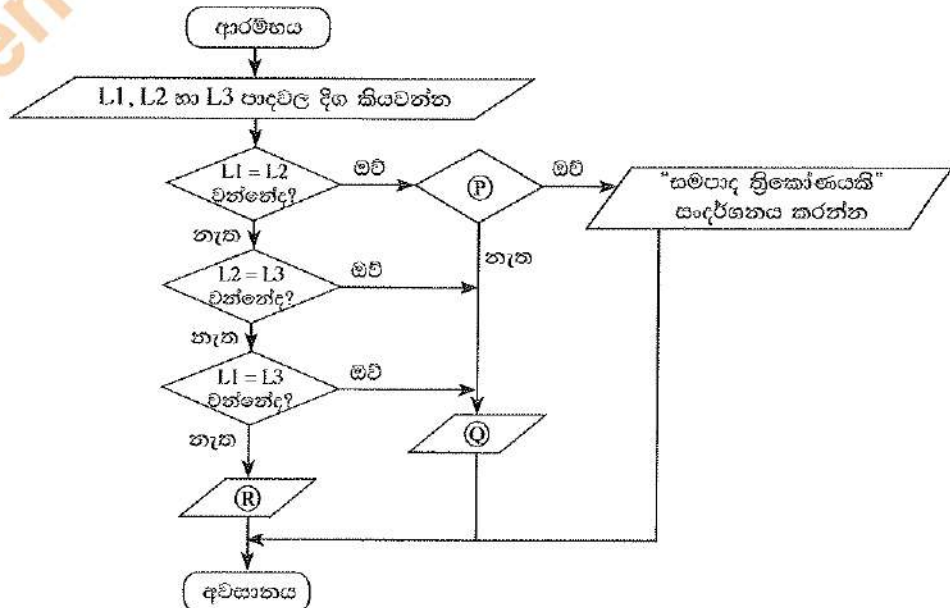 ආරම්භය
L1, L2 හා L3 පාදවල දිග කියවන්න
L1 = L2
වන්නේද?
ඔව්
P
ඔව්
"සමපාද ත්‍රිකෝණයකි"
සංදර්ශනය කරන්න
නැත
නැත
L2 = L3
වන්නේද?
ඔව්
නැත
L1 = L3
වන්නේද?
ඔව්
නැත
Q
R
අවසානය